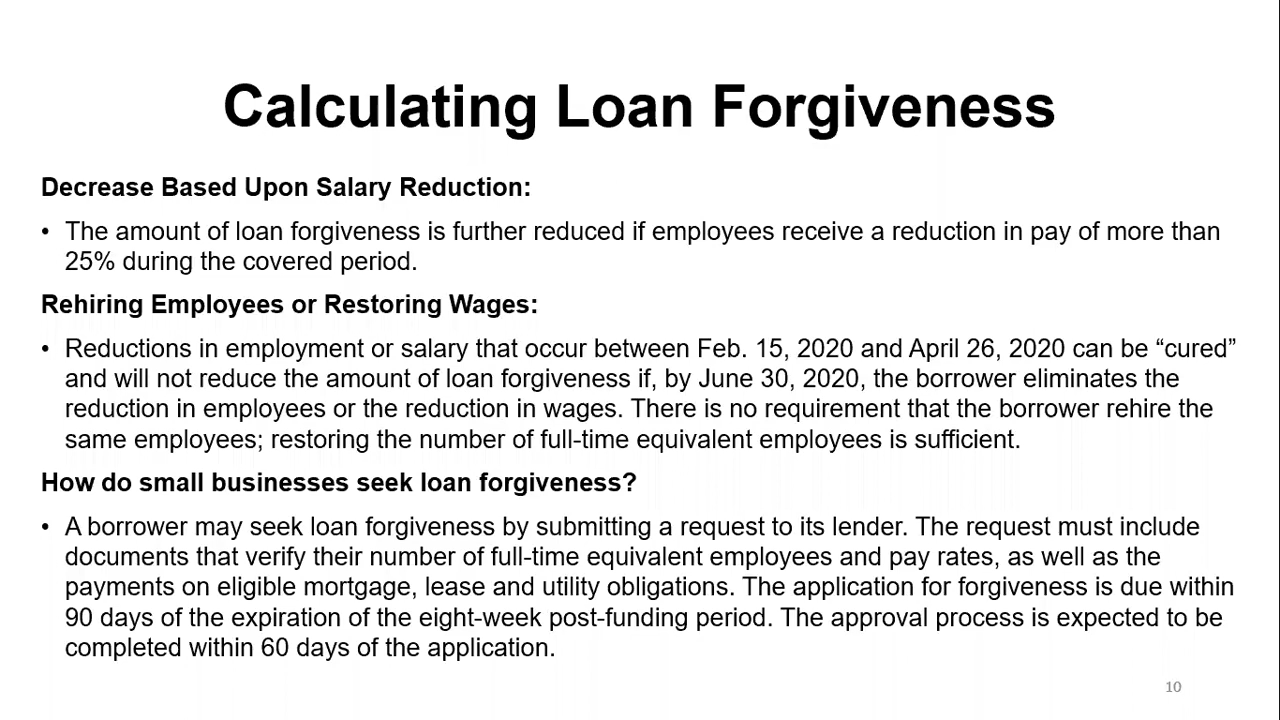 Calculating Loan Forgiveness
Decrease Based Upon Salary Reduction:
• The amount of loan forgiveness is further reduced if employees receive a reduction in pay of more than
25% during the covered period.
Rehiring Employees or Restoring Wages:
• Reductions in employment or salary that occur between Feb. 15, 2020 and April 26, 2020 can be “cured”
and will not reduce the amount of loan forgiveness if, by June 30, 2020, the borrower eliminates the
reduction in employees or the reduction in wages. There is no requirement that the borrower rehire the
same employees; restoring the number of full-time equivalent employees is sufficient.
How do small businesses seek loan forgiveness?
• A borrower may seek loan forgiveness by submitting a request to its lender. The request must include
documents that verify their number of full-time equivalent employees and pay rates, as well as the
payments on eligible mortgage, lease and utility obligations. The application for forgiveness is due within
90 days of the expiration of the eight-week post-funding period. The approval process is expected to be
completed within 60 days of the application.
10